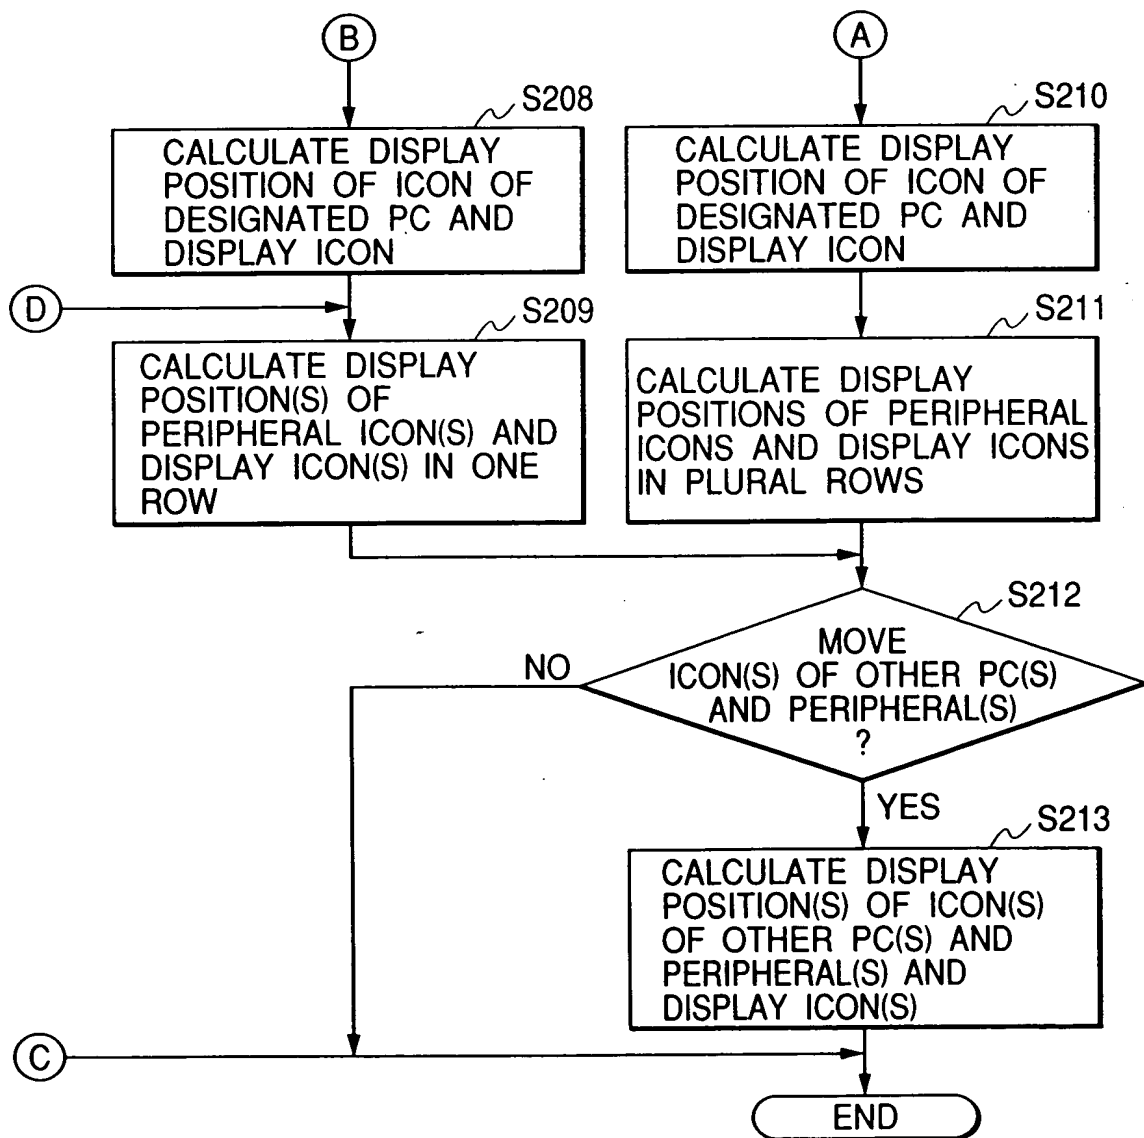 B
A
S208
S210
CALCULATE DISPLAY
POSITION OF ICON OF
DESIGNATED PC AND
DISPLAY ICON
CALCULATE DISPLAY
POSITION OF ICON OF
DESIGNATED PC AND
DISPLAY ICON
D
S209
S211
CALCULATE DISPLAY
POSITION(S) OF
PERIPHERAL ICON(S) AND
DISPLAY ICON(S) IN ONE
ROW
CALCULATE DISPLAY
POSITIONS OF PERIPHERAL
ICONS AND DISPLAY ICONS
IN PLURAL ROWS
S212
MOVE
ICON(S) OF OTHER PC(S)
AND PERIPHERAL(S)
?
NO
YES
S213
CALCULATE DISPLAY
POSITION(S) OF ICON(S)
OF OTHER PC(S) AND
PERIPHERAL(S) AND
DISPLAY ICON(S)
C
END